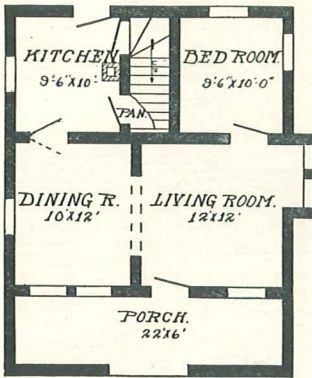 KITCHEN
9'-6"X10'
PAN.
BED ROOM.
9'-6"X10'-0"
DINING R.
10'X12'
LIVING ROOM.
12'X12'
PORCH.
22'X6'